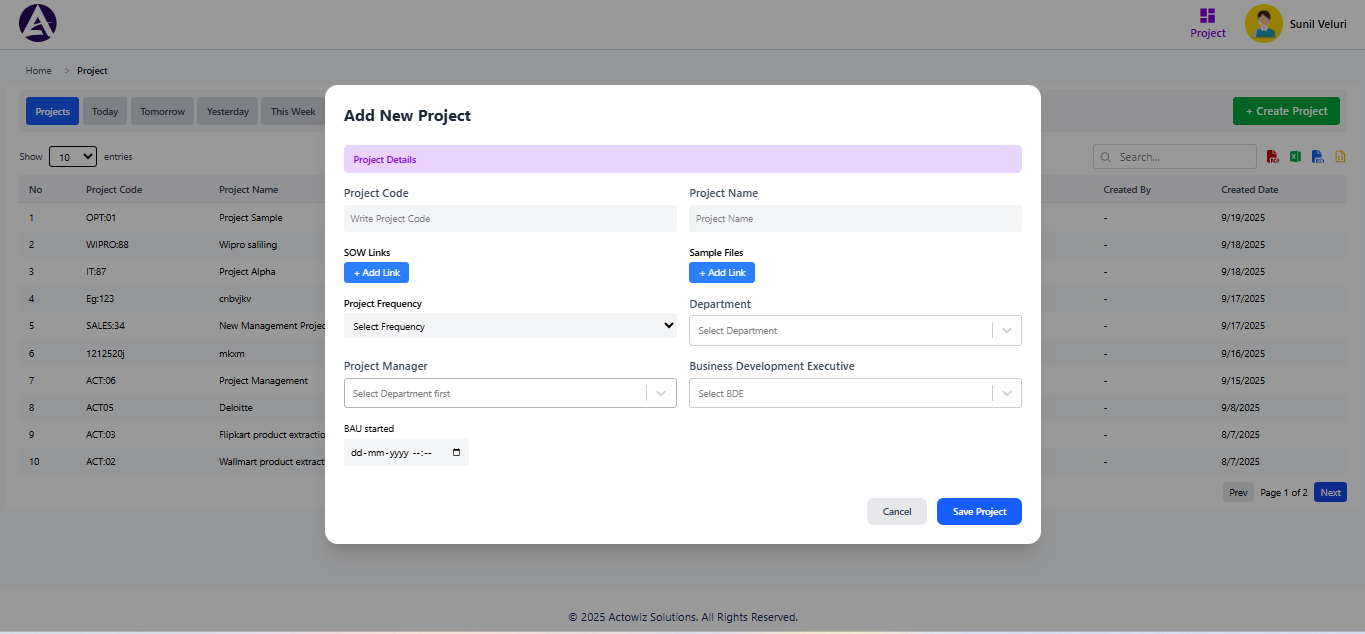 Project
Sunil Veluri
Home > Project
Projects Today Tomorrow Yesterday This Week
+ Create Project
Show 10 entries
Search...
No Project Code Project Name Created By Created Date
1 OPT:01 Project Sample - 9/19/2025
2 WIPRO:88 Wipro saliling - 9/18/2025
3 IT:87 Project Alpha - 9/18/2025
4 Eg:123 cnbvjkv - 9/17/2025
5 SALES:34 New Management Projec - 9/17/2025
6 1212520j mkxm - 9/16/2025
7 ACT:06 Project Management - 9/15/2025
8 ACT05 Deloitte - 9/8/2025
9 ACT:03 Flipkart product extractio - 8/7/2025
10 ACT:02 Wallmart product extract - 8/7/2025
Prev Page 1 of 2 Next
Add New Project
Project Details
Project Code Project Name
Write Project Code Project Name
SOW Links Sample Files
+ Add Link + Add Link
Project Frequency Department
Select Frequency Select Department
Project Manager Business Development Executive
Select Department first Select BDE
BAU started
dd-mm-yyyy --:--
Cancel Save Project
© 2025 Actowiz Solutions. All Rights Reserved.